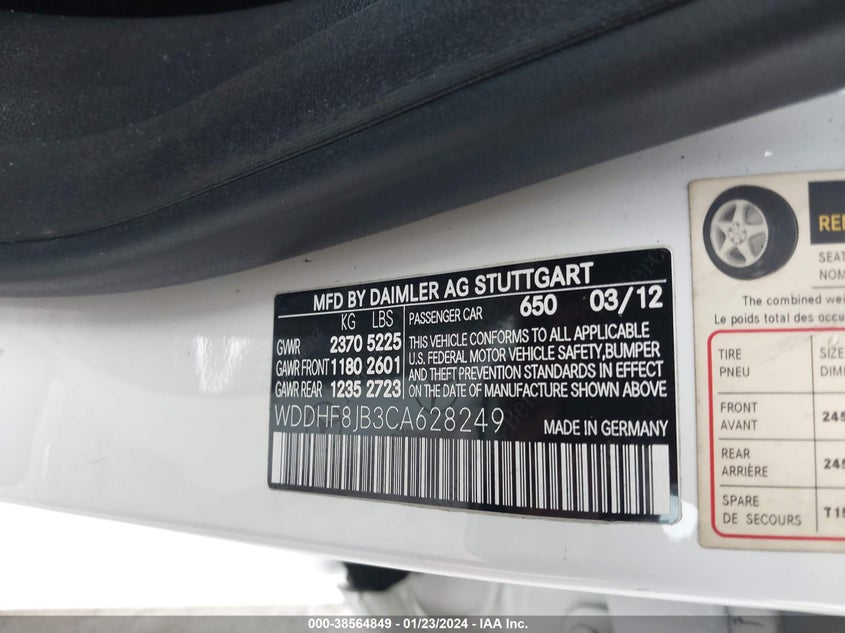 MFD BY DAIMLER AG STUTTGART
KG LBS
GVWR 2370 5225
GAWR FRONT 1180 2601
GAWR REAR 1235 2723
PASSENGER CAR 650 03/12
THIS VEHICLE CONFORMS TO ALL APPLICABLE
U.S. FEDERAL MOTOR VEHICLE SAFETY,BUMPER
AND THEFT PREVENTION STANDARDS IN EFFECT
ON THE DATE OF MANUFACTURE SHOWN ABOVE
WDDHF8JB3CA628249
MADE IN GERMANY
The combined
Le poids total des
TIRE
PNEU
FRONT
AVANT
REAR
ARRIÈRE
SPARE
DE SECOURS
000-38564849 - 01/23/2024 - IAA Inc.